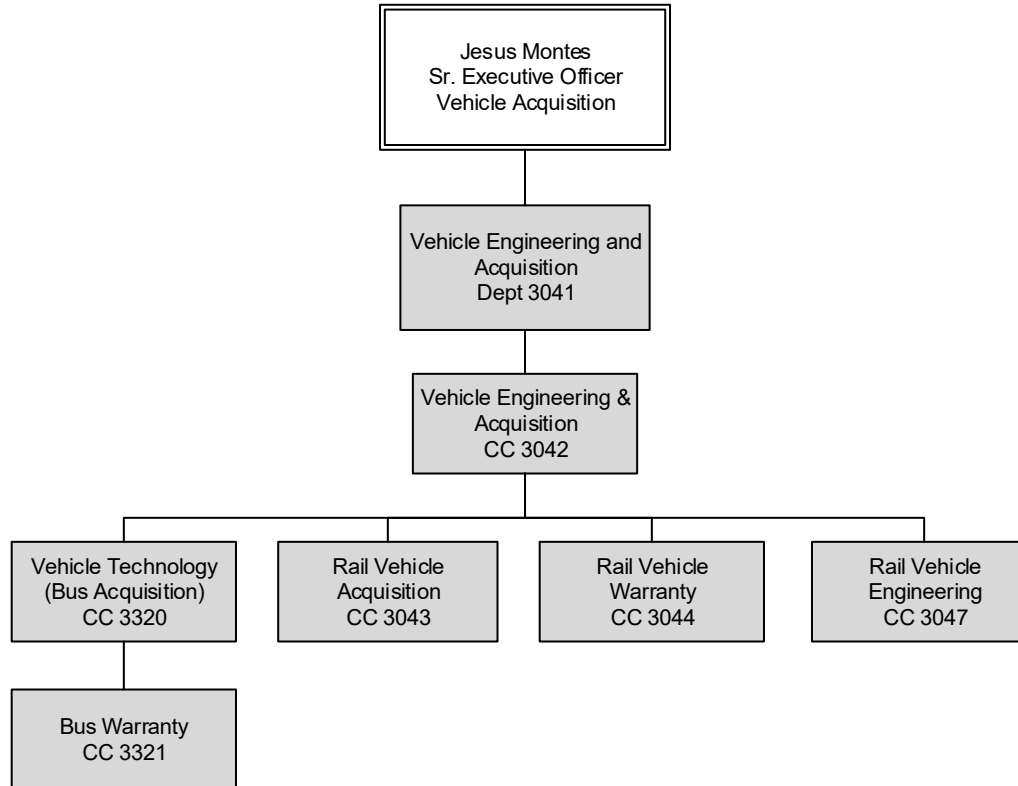 Jesus Montes
Sr. Executive Officer
Vehicle Acquisition
Vehicle Engineering and
Acquisition
Dept 3041
Vehicle Engineering &
Acquisition
CC 3042
Vehicle Technology
(Bus Acquisition)
CC 3320
Rail Vehicle
Acquisition
CC 3043
Rail Vehicle
Warranty
CC 3044
Rail Vehicle
Engineering
CC 3047
Bus Warranty
CC 3321